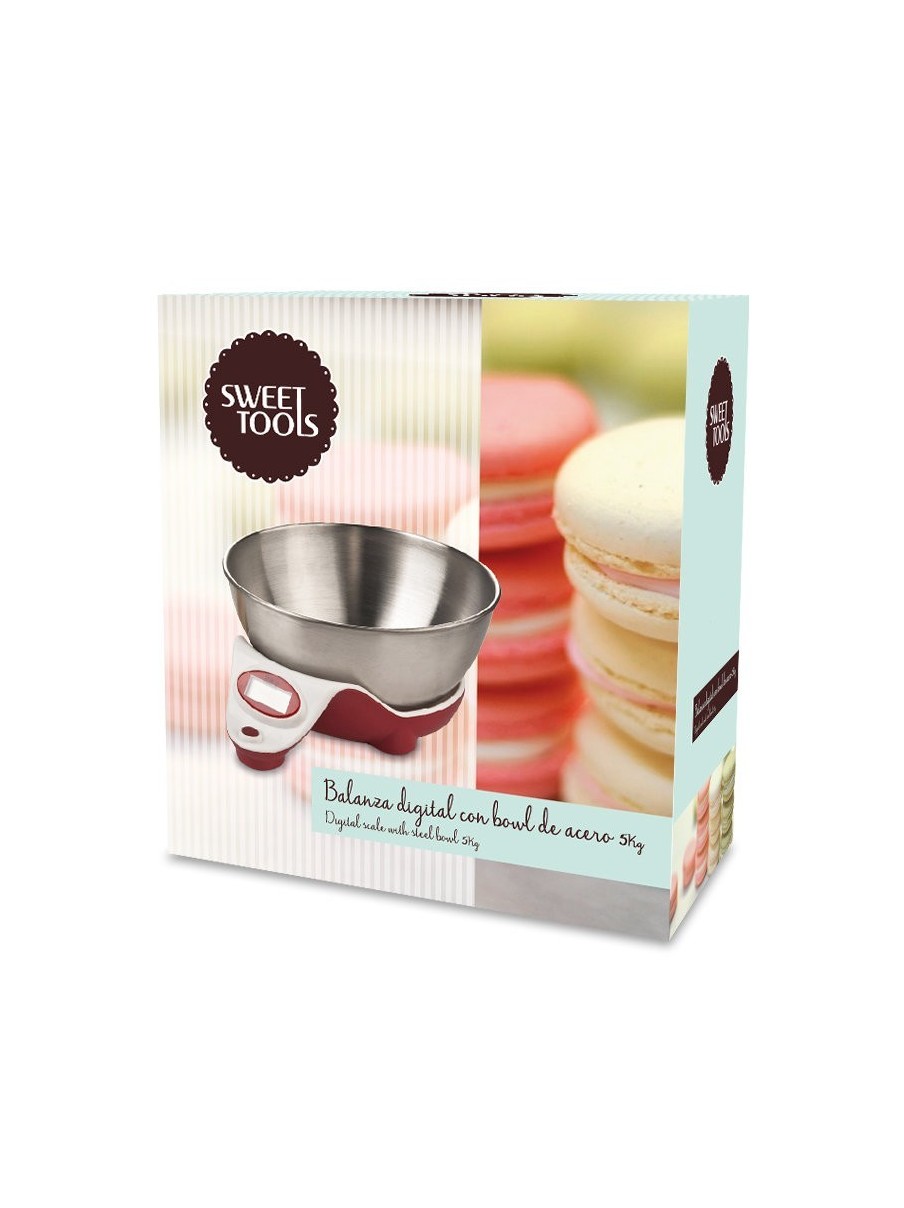 SWEET
TOOLS
SWEET
TOOLS
Balanza digital con bowl de acero 5Kg
Digital scale with steel bowl 5Kg